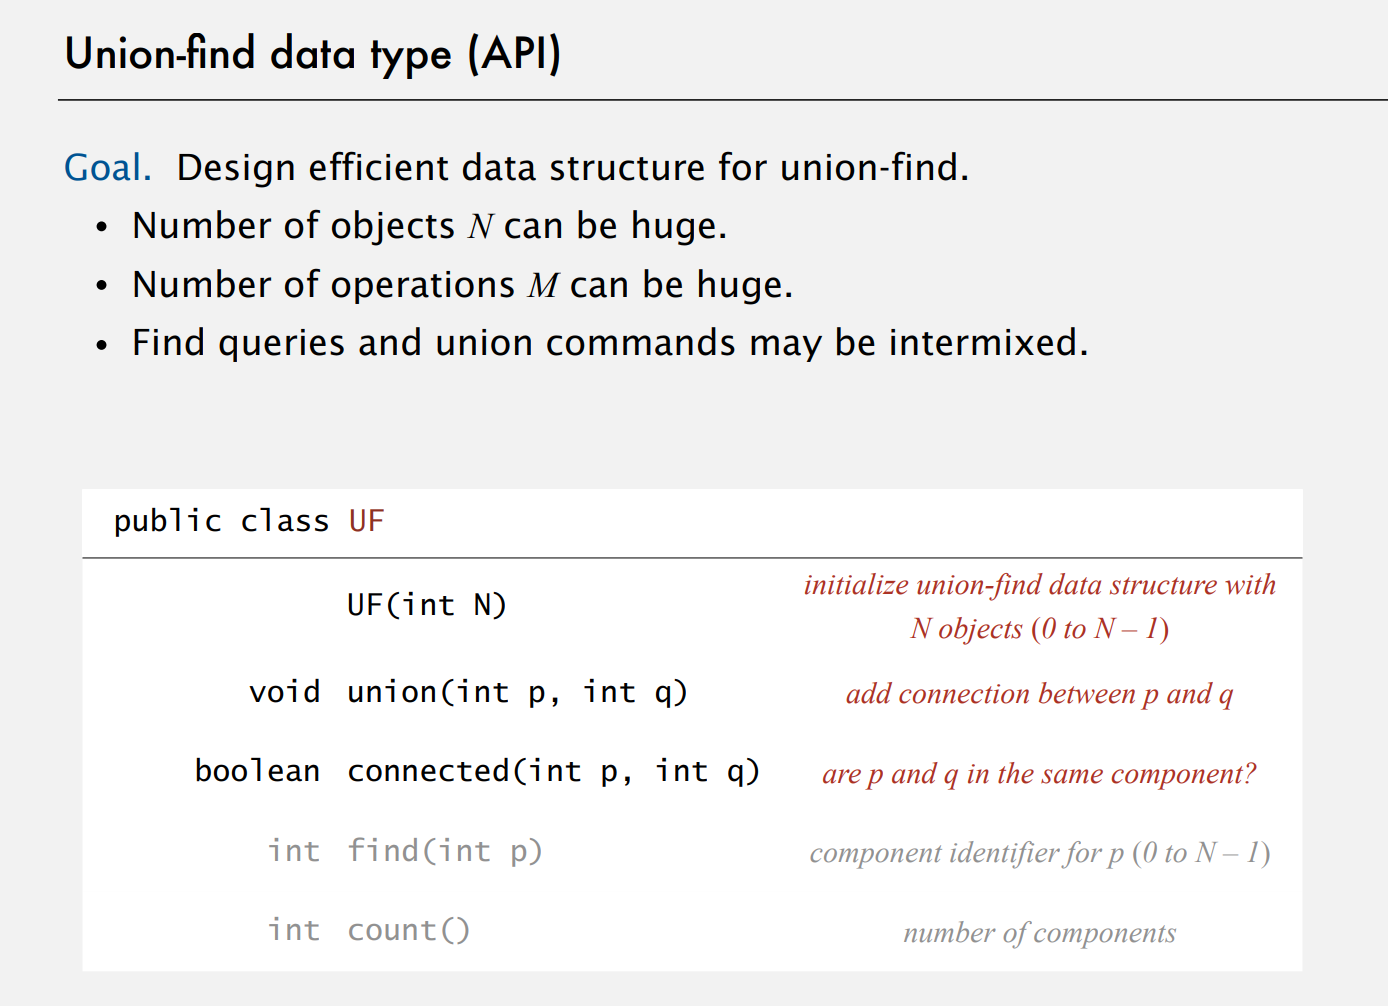 Union-find data type (API)
Goal. Design efficient data structure for union-find.
• Number of objects N can be huge.
• Number of operations M can be huge.
• Find queries and union commands may be intermixed.
public class UF
UF(int N) initialize union-find data structure with
N objects (0 to N – 1)
void union(int p, int q) add connection between p and q
boolean connected(int p, int q) are p and q in the same component?
int find(int p) component identifier for p (0 to N – 1)
int count() number of components